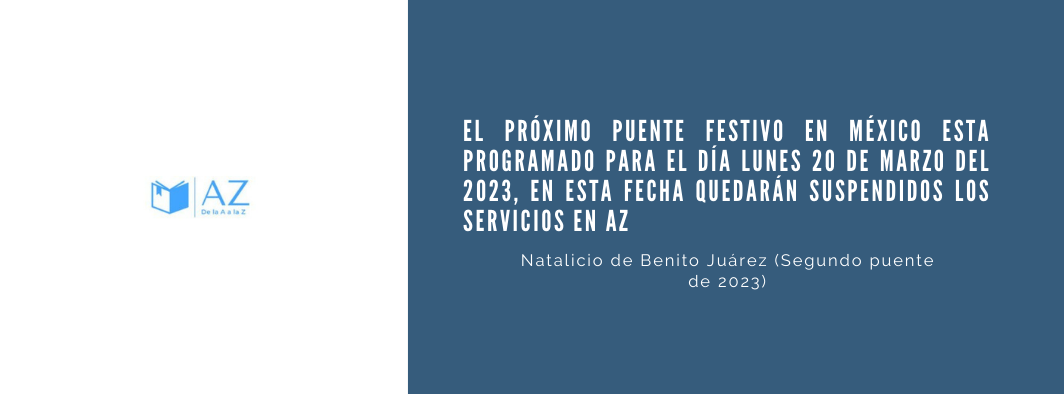 AZ
De la A a la Z
EL PRÓXIMO PUENTE FESTIVO EN MÉXICO ESTA
PROGRAMADO PARA EL DÍA LUNES 20 DE MARZO DEL
2023, EN ESTA FECHA QUEDARÁN SUSPENDIDOS LOS
SERVICIOS EN AZ
Natalicio de Benito Juárez (Segundo puente
de 2023)